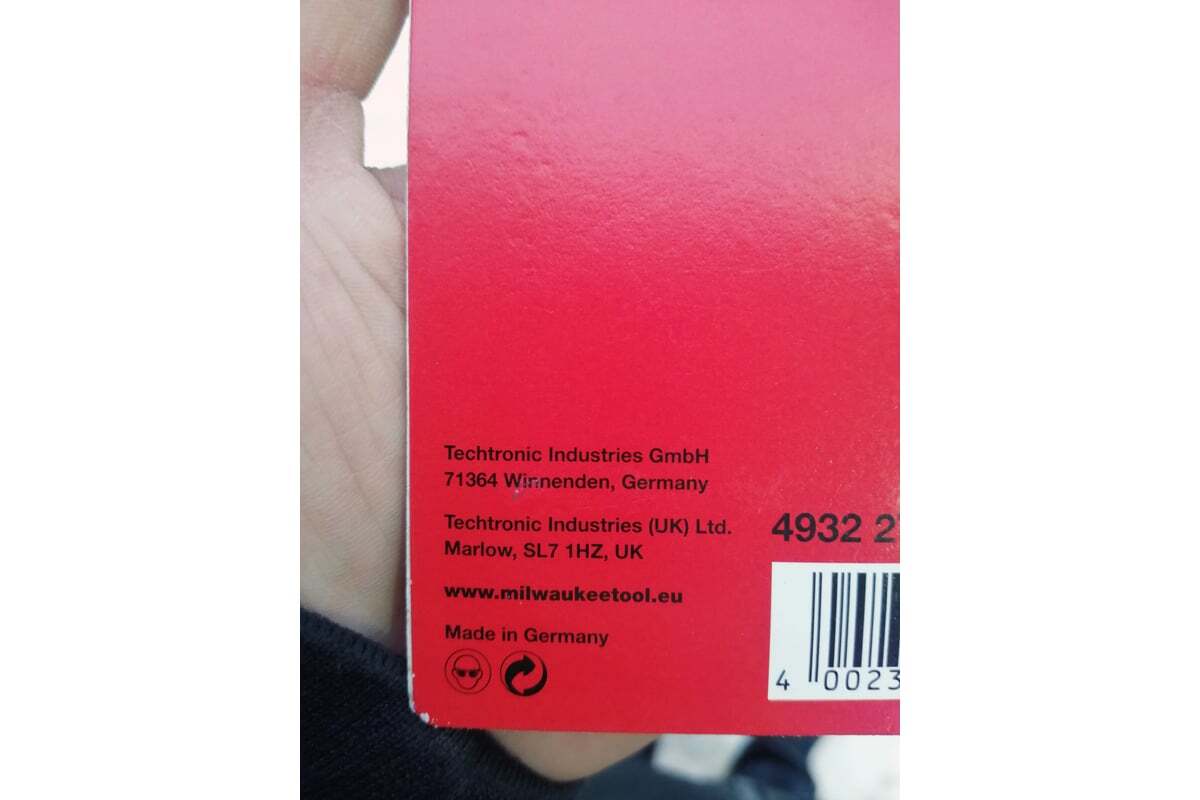 Techtronic Industries GmbH
71364 Winnenden, Germany
Techtronic Industries (UK) Ltd.
Marlow, SL7 1HZ, UK
www.milwaukeetool.eu
Made in Germany
4932 2
4 0023